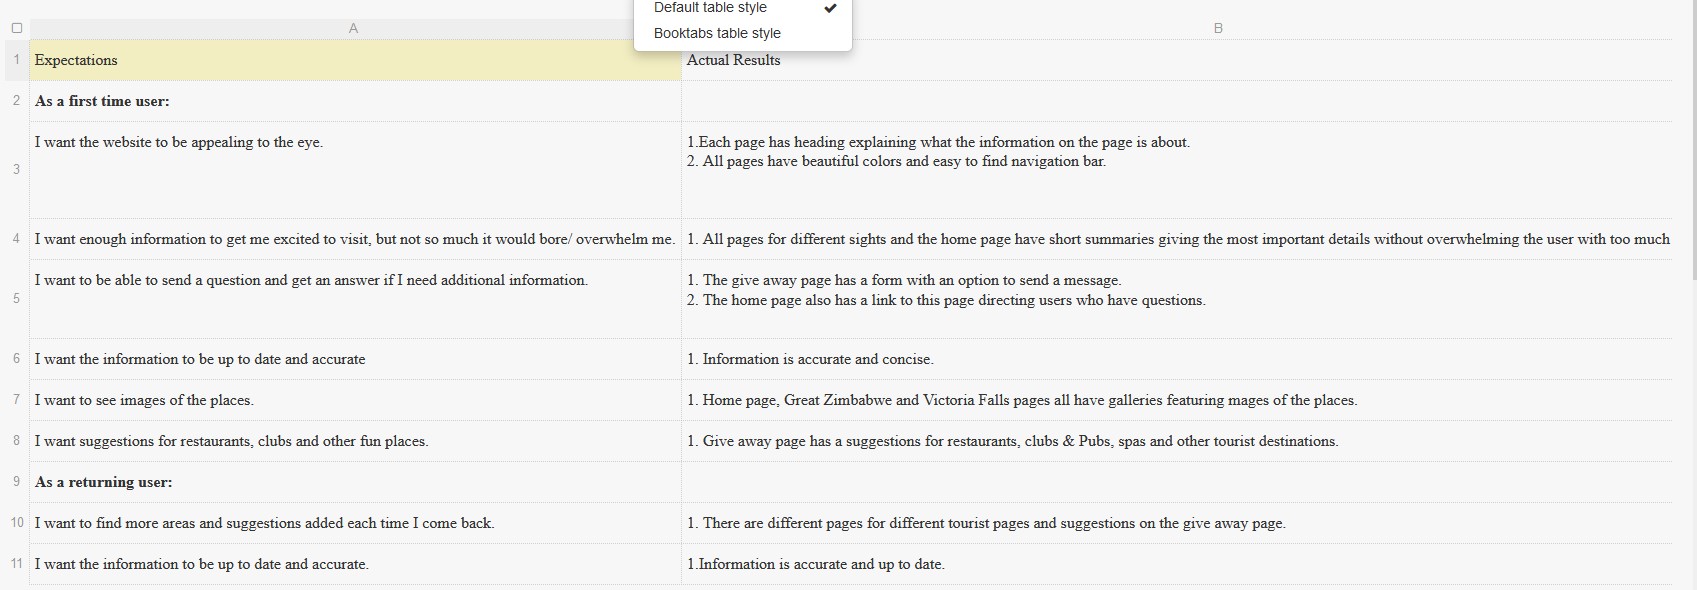 Default table style
Booktabs table style
A
B
1 Expectations Actual Results
2 As a first time user:
3 I want the website to be appealing to the eye. 1.Each page has heading explaining what the information on the page is about.
2. All pages have beautiful colors and easy to find navigation bar.
4 I want enough information to get me excited to visit, but not so much it would bore/ overwhelm me. 1. All pages for different sights and the home page have short summaries giving the most important details without overwhelming the user with too much
5 I want to be able to send a question and get an answer if I need additional information. 1. The give away page has a form with an option to send a message.
2. The home page also has a link to this page directing users who have questions.
6 I want the information to be up to date and accurate 1. Information is accurate and concise.
7 I want to see images of the places. 1. Home page, Great Zimbabwe and Victoria Falls pages all have galleries featuring mages of the places.
8 I want suggestions for restaurants, clubs and other fun places. 1. Give away page has a suggestions for restaurants, clubs & Pubs, spas and other tourist destinations.
9 As a returning user:
10 I want to find more areas and suggestions added each time I come back. 1. There are different pages for different tourist pages and suggestions on the give away page.
11 I want the information to be up to date and accurate. 1.Information is accurate and up to date.